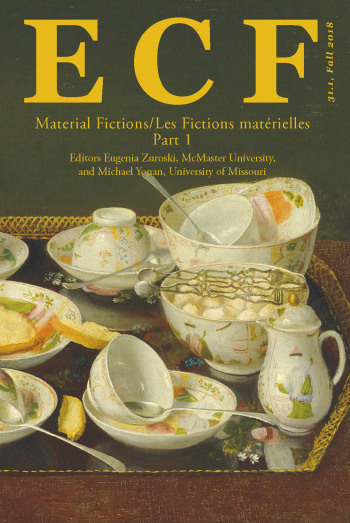 E C F
31.1, Fall 2018
Material Fictions/Les Fictions matérielles
Part 1
Editors Eugenia Zuroski, McMaster University,
and Michael Yonan, University of Missouri